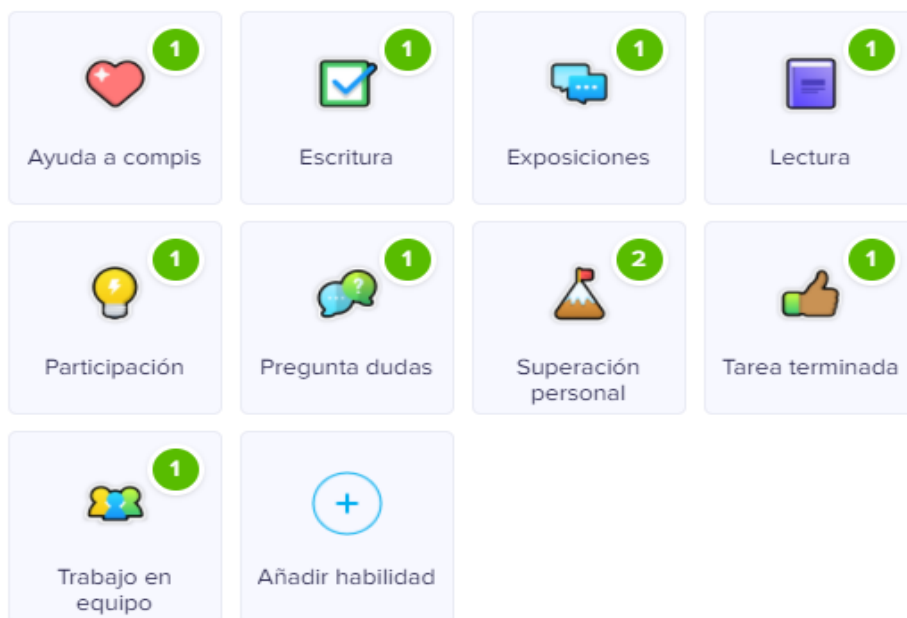 1
1
1
1
Ayuda a compis
Escritura
Exposiciones
Lectura
1
1
2
1
?
Participación
Pregunta dudas
Superación
personal
Tarea terminada
1
+
Trabajo en
equipo
Añadir habilidad